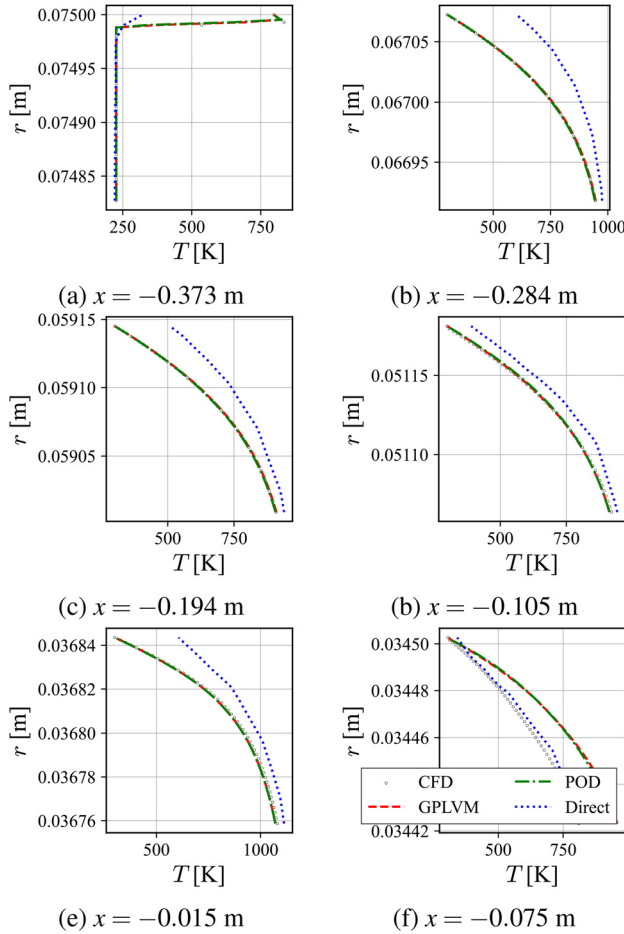 0.07500
0.07495
0.07490
0.07485
r [m]
250 500 750
T [K]
(a) x = −0.373 m
0.06705
0.06700
0.06695
r [m]
500 750 1000
T [K]
(b) x = −0.284 m
0.05915
0.05910
0.05905
r [m]
500 750
T [K]
(c) x = −0.194 m
0.05115
0.05110
r [m]
500 750
T [K]
(b) x = −0.105 m
0.03684
0.03682
0.03680
0.03678
0.03676
r [m]
500 1000
T [K]
(e) x = −0.015 m
0.03450
0.03448
0.03446
0.03442
r [m]
CFD POD
GPLVM Direct
500 750
T [K]
(f) x = −0.075 m